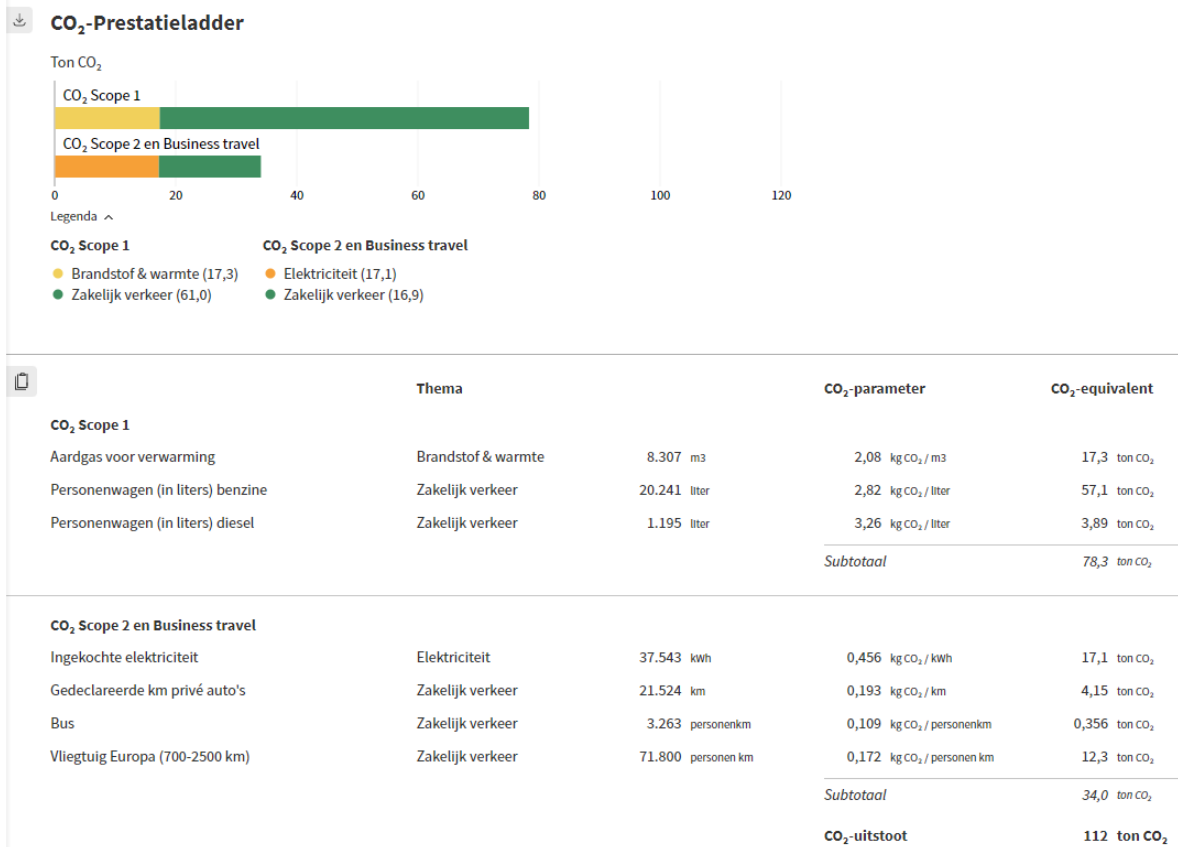 CO₂-Prestatieladder
Ton CO₂
CO₂ Scope 1
CO₂ Scope 2 en Business travel
0 20 40 60 80 100 120
Legenda
CO₂ Scope 1 CO₂ Scope 2 en Business travel
Brandstof & warmte (17,3) Elektriciteit (17,1)
Zakelijk verkeer (61,0) Zakelijk verkeer (16,9)
Thema CO₂-parameter CO₂-equivalent
CO₂ Scope 1
Aardgas voor verwarming Brandstof & warmte 8.307 m3 2,08 kg CO₂ / m3 17,3 ton CO₂
Personenwagen (in liters) benzine Zakelijk verkeer 20.241 liter 2,82 kg CO₂ / liter 57,1 ton CO₂
Personenwagen (in liters) diesel Zakelijk verkeer 1.195 liter 3,26 kg CO₂ / liter 3,89 ton CO₂
Subtotaal 78,3 ton CO₂
CO₂ Scope 2 en Business travel
Ingekochte elektriciteit Elektriciteit 37.543 kWh 0,456 kg CO₂ / kWh 17,1 ton CO₂
Gedeclareerde km privé auto's Zakelijk verkeer 21.524 km 0,193 kg CO₂ / km 4,15 ton CO₂
Bus Zakelijk verkeer 3.263 personenkm 0,109 kg CO₂ / personenkm 0,356 ton CO₂
Vliegtuig Europa (700-2500 km) Zakelijk verkeer 71.800 personen km 0,172 kg CO₂ / personen km 12,3 ton CO₂
Subtotaal 34,0 ton CO₂
CO₂-uitstoot 112 ton CO₂